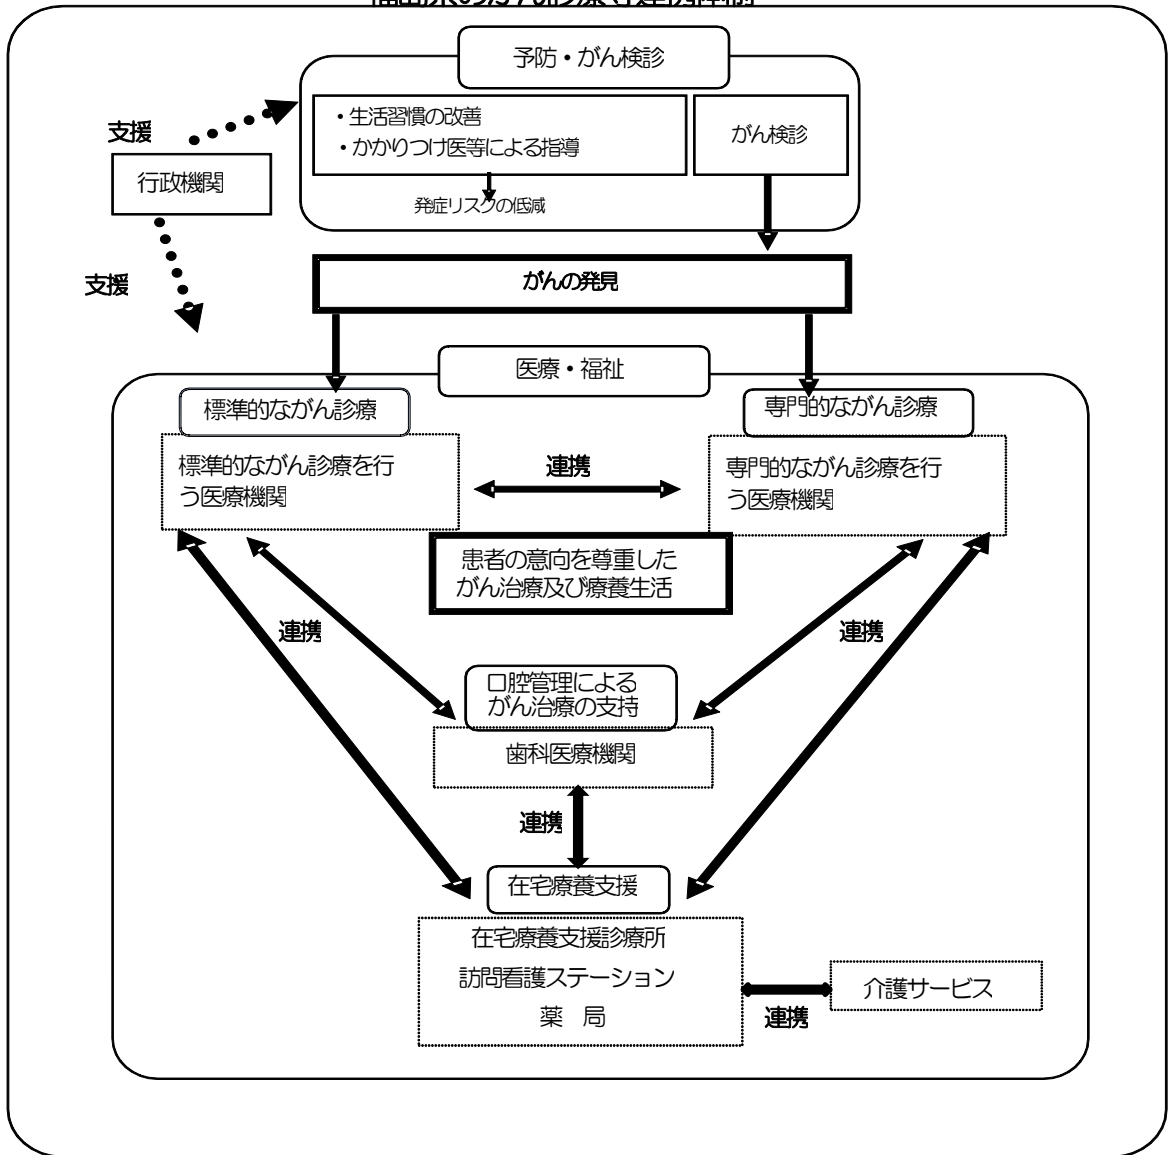 予防・がん検診
・生活習慣の改善
・かかりつけ医等による指導
がん検診
支援
行政機関
発症リスクの低減
支援
がんの発見
医療・福祉
標準的ながん診療
専門的ながん診療
標準的ながん診療を行
う医療機関
連携
専門的ながん診療を行
う医療機関
患者の意向を尊重した
がん治療及び療養生活
連携
連携
口腔管理による
がん治療の支持
歯科医療機関
連携
在宅療養支援
在宅療養支援診療所
訪問看護ステーション
薬　局
介護サービス
連携